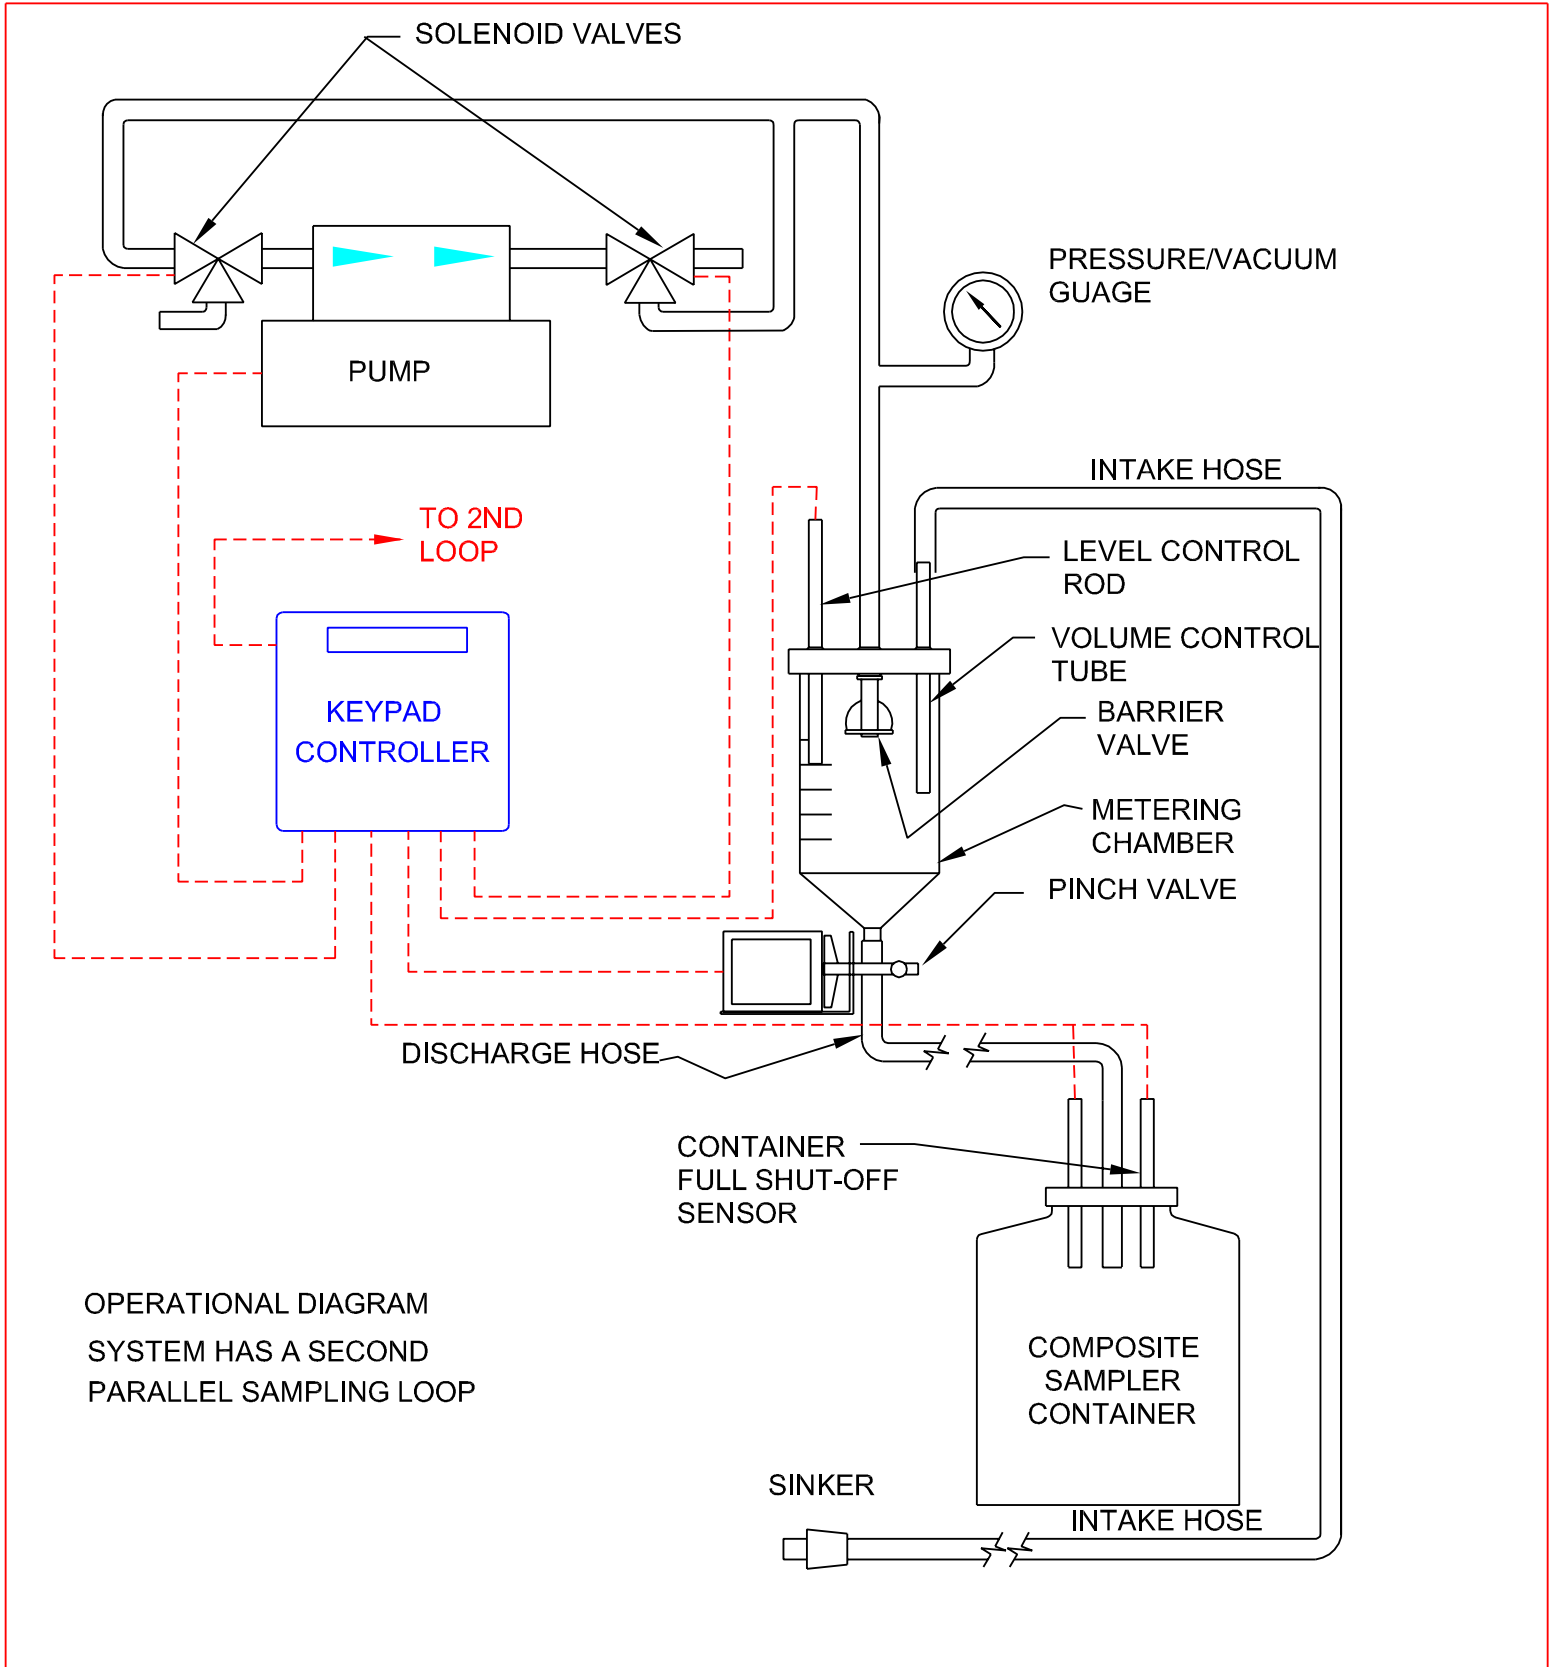 SOLENOID VALVES
PRESSURE/VACUUM
GUAGE
PUMP
INTAKE HOSE
TO 2ND
LOOP
LEVEL CONTROL
ROD
VOLUME CONTROL
TUBE
KEYPAD
CONTROLLER
BARRIER
VALVE
METERING
CHAMBER
PINCH VALVE
DISCHARGE HOSE
CONTAINER
FULL SHUT-OFF
SENSOR
OPERATIONAL DIAGRAM
SYSTEM HAS A SECOND
PARALLEL SAMPLING LOOP
COMPOSITE
SAMPLER
CONTAINER
SINKER
INTAKE HOSE